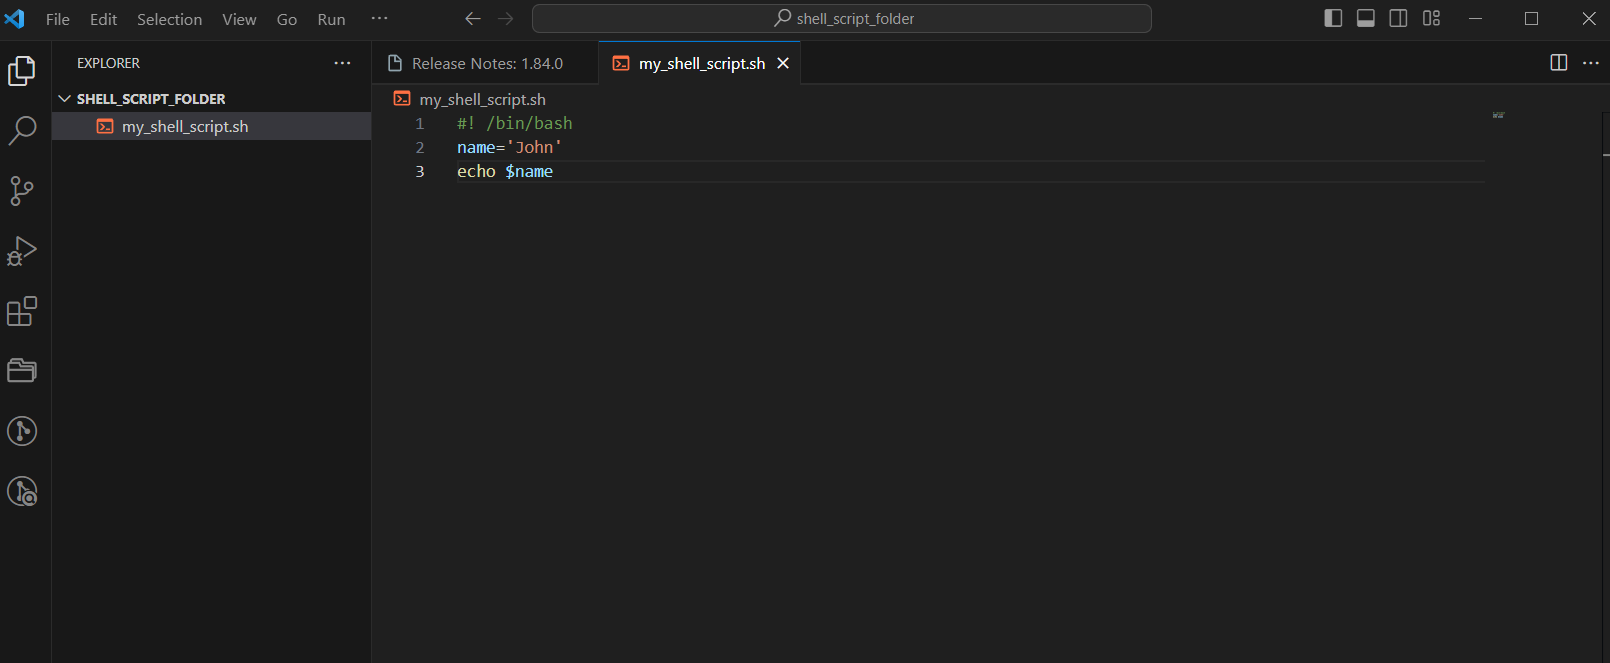 File Edit Selection View Go Run ···
shell_script_folder
EXPLORER ···
Release Notes: 1.84.0
my_shell_script.sh
SHELL_SCRIPT_FOLDER
my_shell_script.sh
my_shell_script.sh
1 #! /bin/bash
2 name='John'
3 echo $name